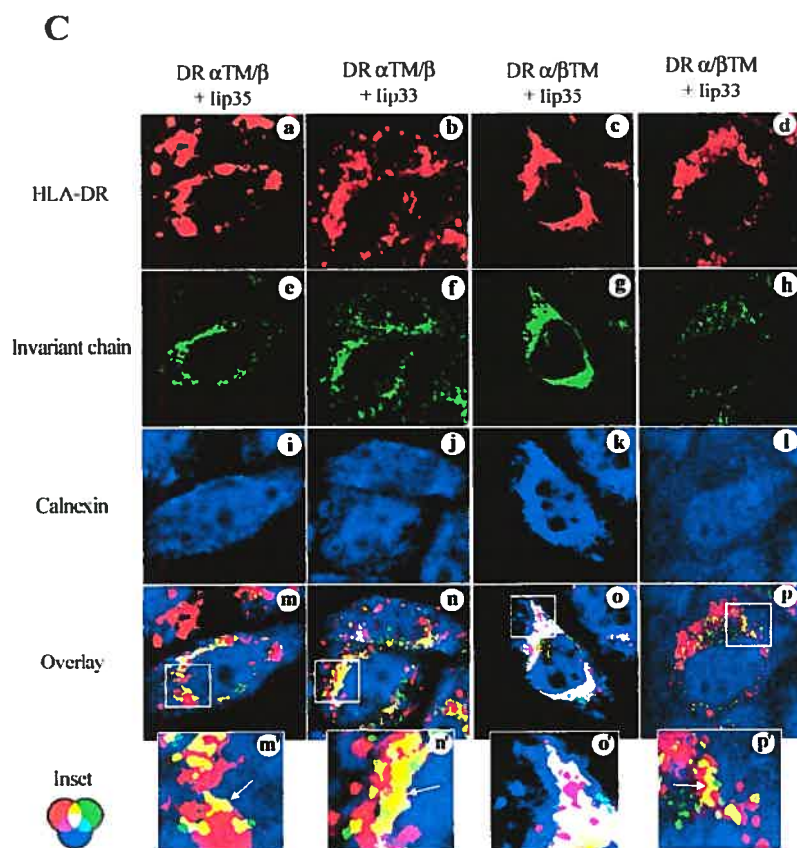 C
DR αTM/β + Iip35
DR αTM/β + Iip33
DR α/βTM + Iip35
DR α/βTM + Iip33
HLA-DR
a b c d
Invariant chain
e f g h
Calnexin
i j k l
Overlay
m n o p
Inset
m' n' o' p'